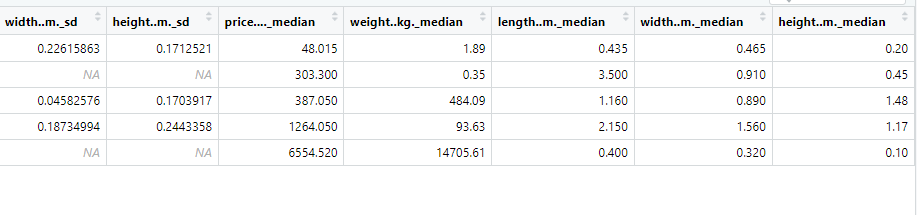 width..m._sd height..m._sd price...._median weight..kg._median length..m._median width..m._median height..m._median
0.22615863 0.1712521 48.015 1.89 0.435 0.465 0.20
NA NA 303.300 0.35 3.500 0.910 0.45
0.04582576 0.1703917 387.050 484.09 1.160 0.890 1.48
0.18734994 0.2443358 1264.050 93.63 2.150 1.560 1.17
NA NA 6554.520 14705.61 0.400 0.320 0.10